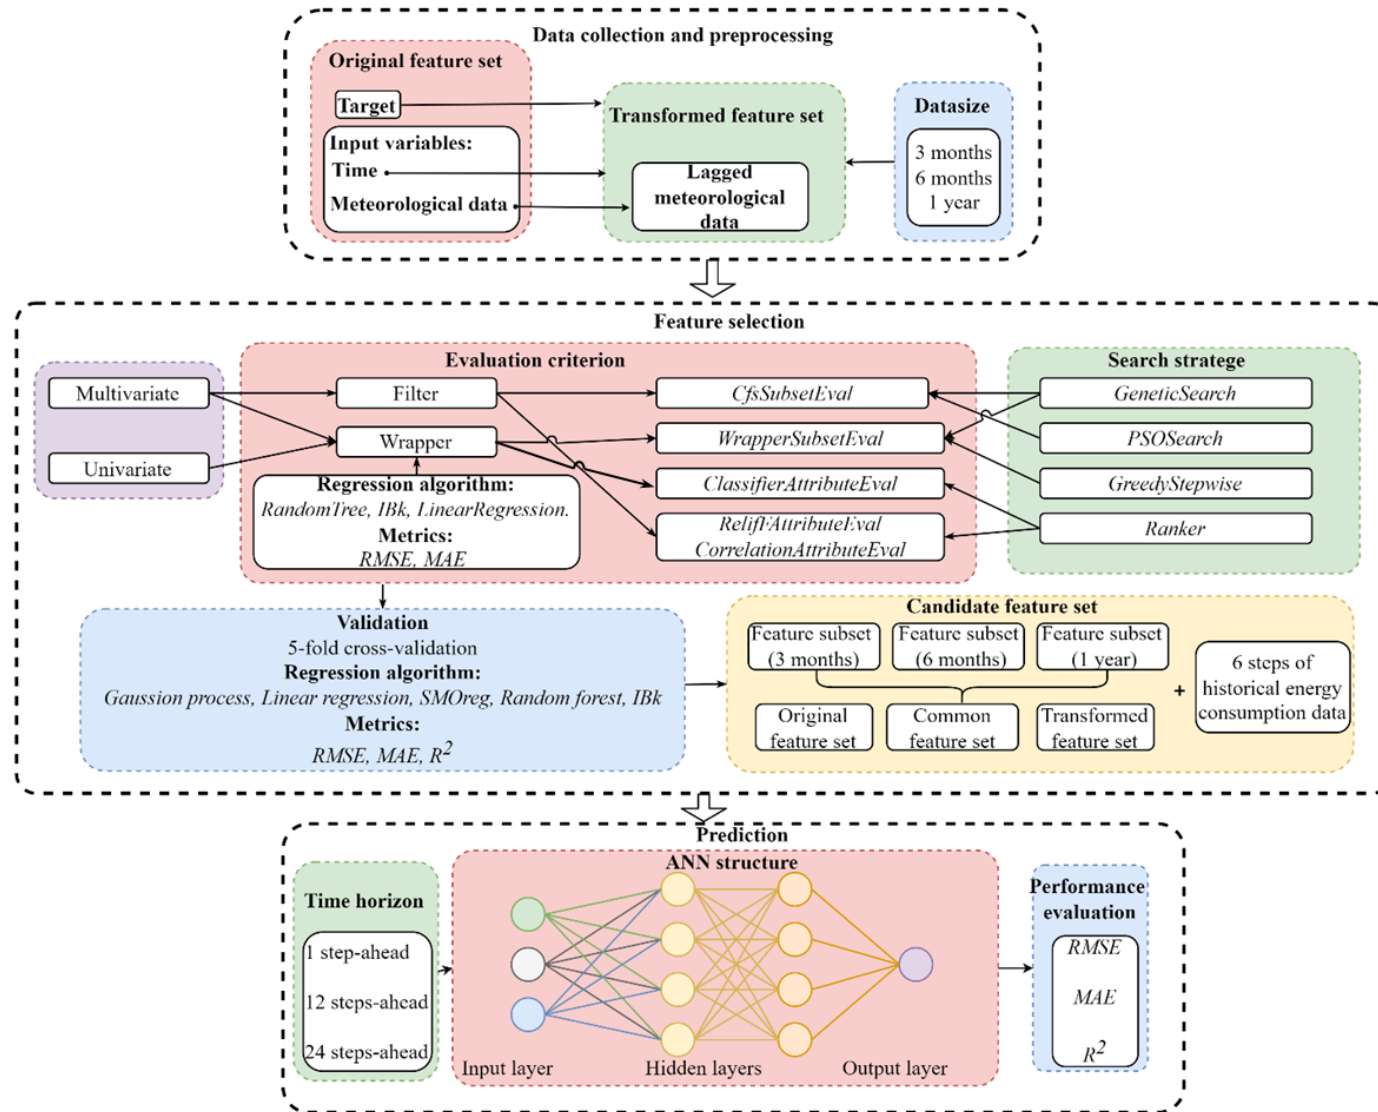 Data collection and preprocessing
Original feature set
Target
Input variables:
Time
Meteorological data
Transformed feature set
Lagged
meteorological
data
Datasize
3 months
6 months
1 year
Feature selection
Multivariate
Univariate
Evaluation criterion
Filter
Wrapper
Regression algorithm:
RandomTree, IBk, LinearRegression.
Metrics:
RMSE, MAE
CfsSubsetEval
WrapperSubsetEval
ClassifierAttributeEval
RelifFAttributeEval
CorrelationAttributeEval
Search stratege
GeneticSearch
PSOSearch
GreedyStepwise
Ranker
Validation
5-fold cross-validation
Regression algorithm:
Gaussion process, Linear regression, SMOreg, Random forest, IBk
Metrics:
RMSE, MAE, R²
Candidate feature set
Feature subset
(3 months)
Feature subset
(6 months)
Feature subset
(1 year)
Original
feature set
Common
feature set
Transformed
feature set
+
6 steps of
historical energy
consumption data
Prediction
Time horizon
1 step-ahead
12 steps-ahead
24 steps-ahead
ANN structure
Input layer
Hidden layers
Output layer
Performance
evaluation
RMSE
MAE
R²